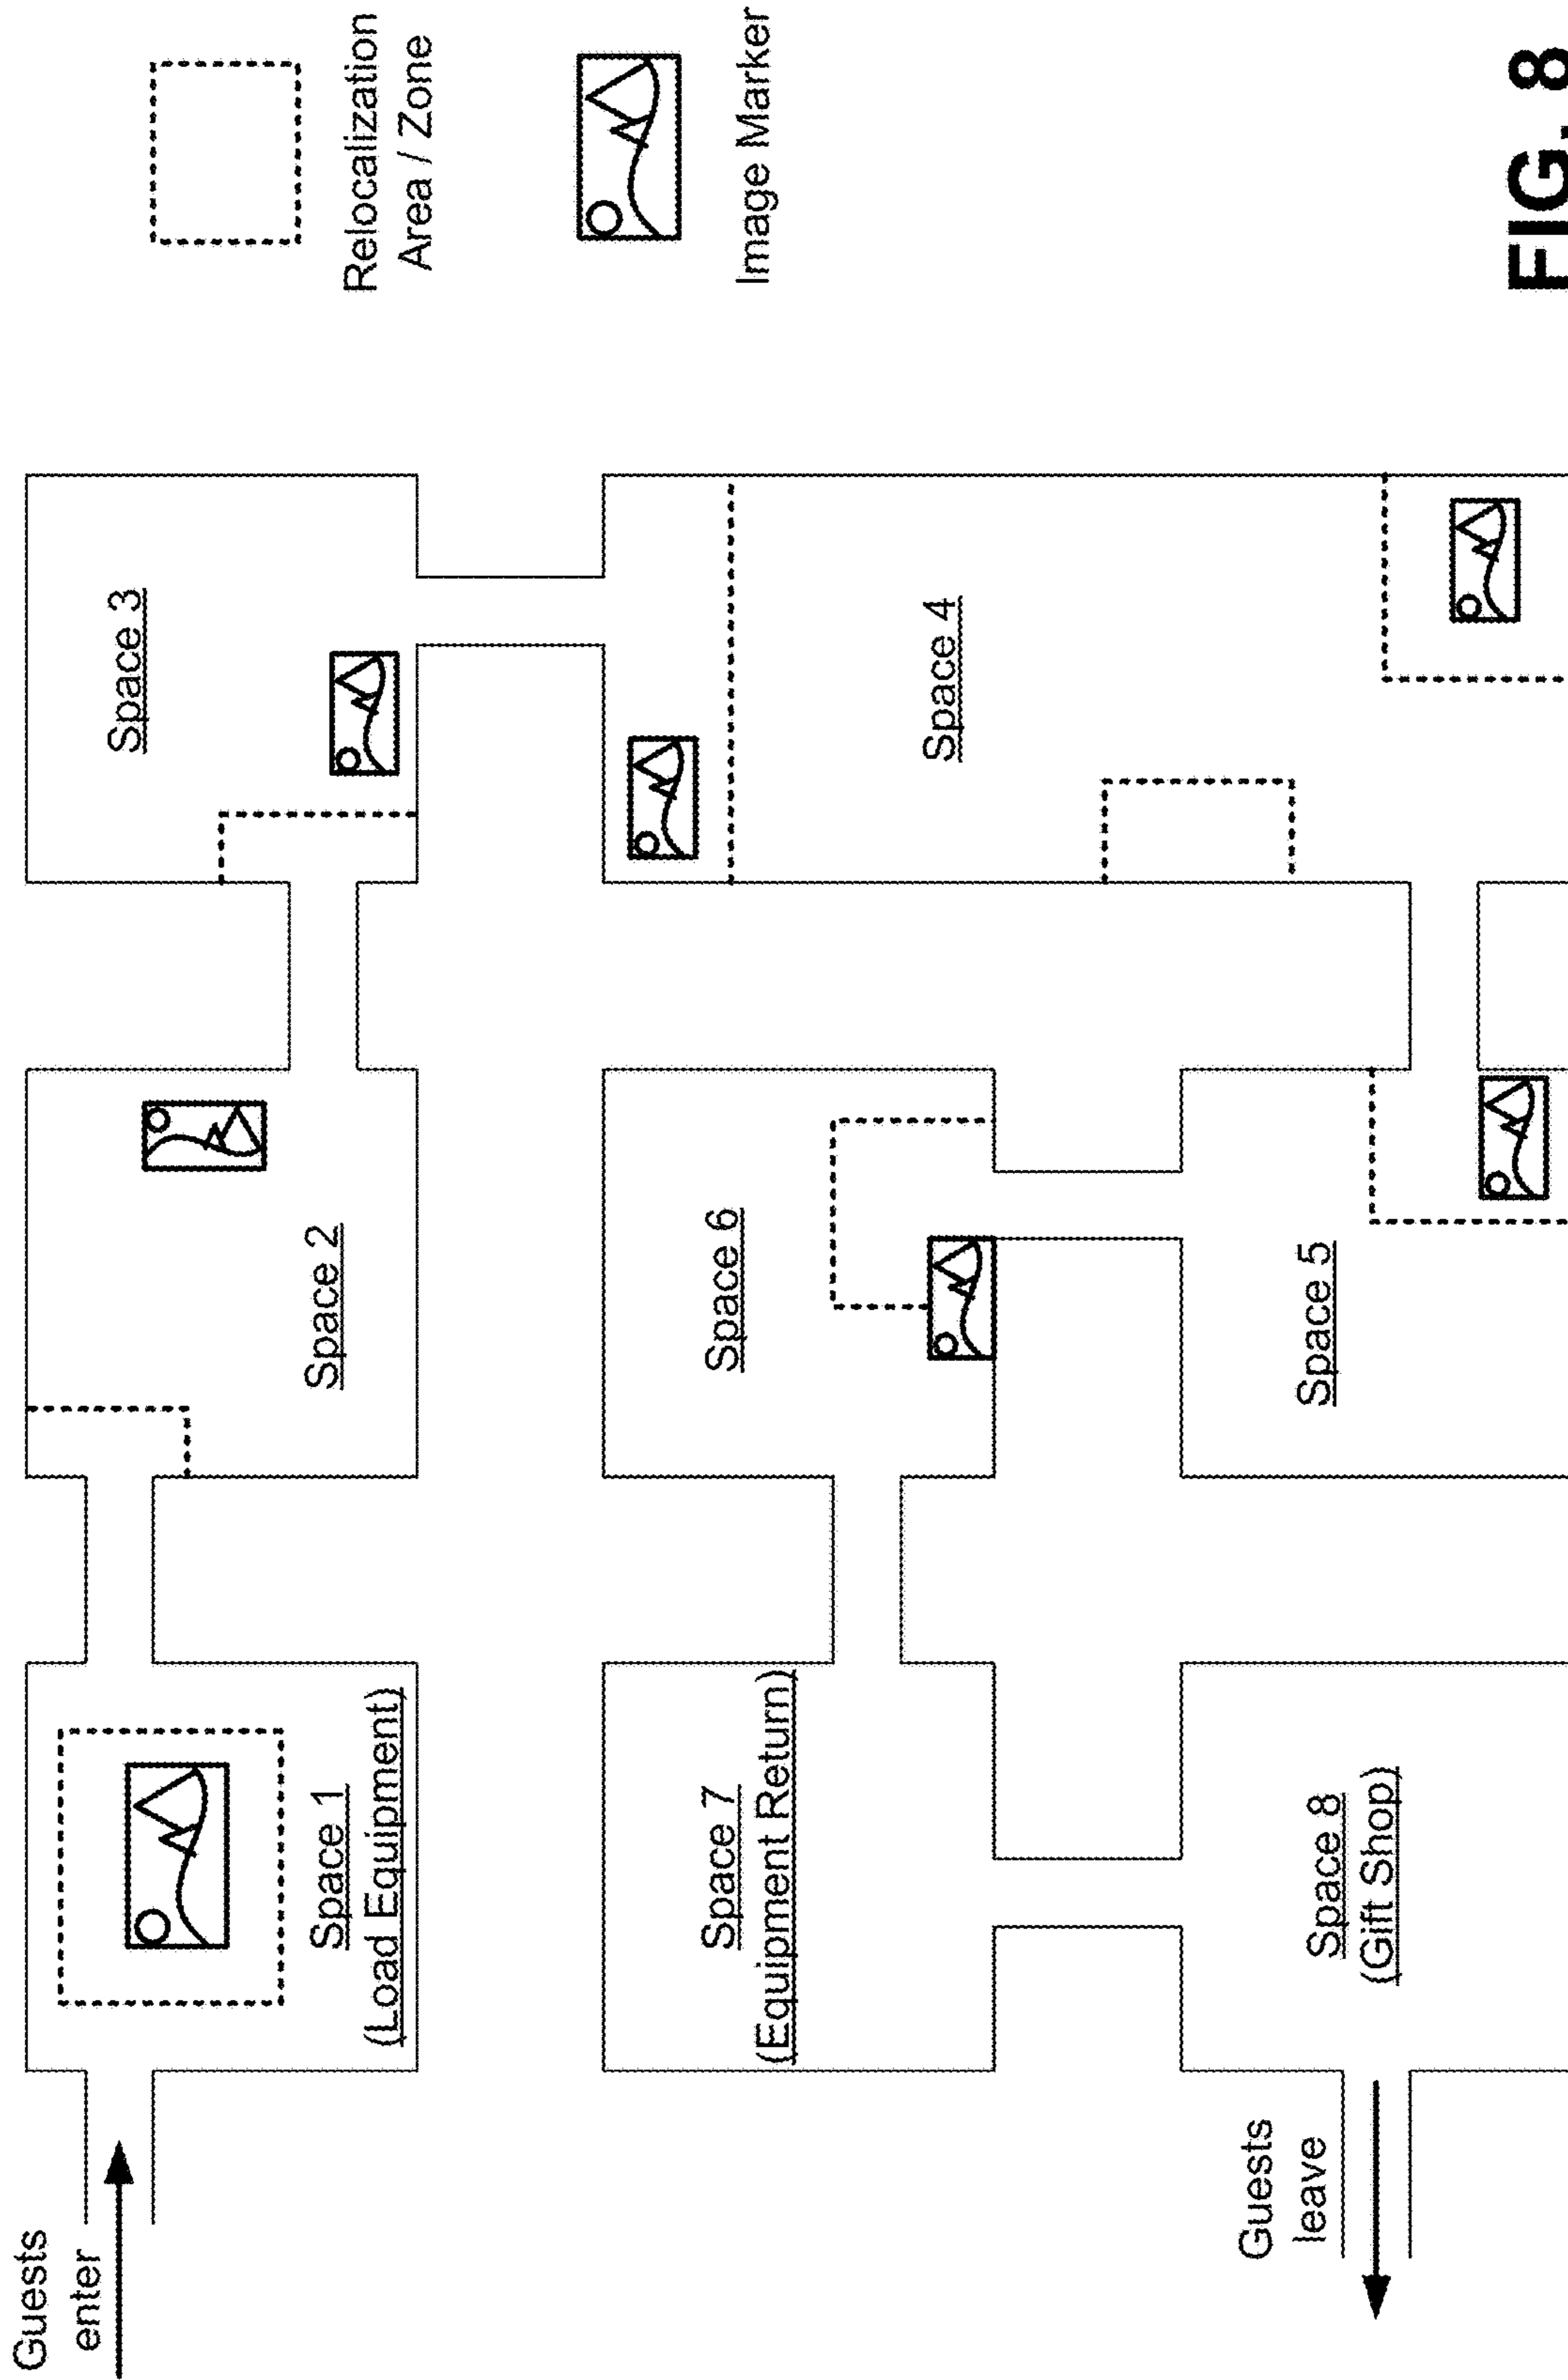 Guests
enter
Space 1
(Load Equipment)
Space 2
Space 3
Relocalization
Area / Zone
Image Marker
Space 7
(Equipment Return)
Space 6
Space 4
Guests
leave
Space 8
(Gift Shop)
Space 5
FIG. 8